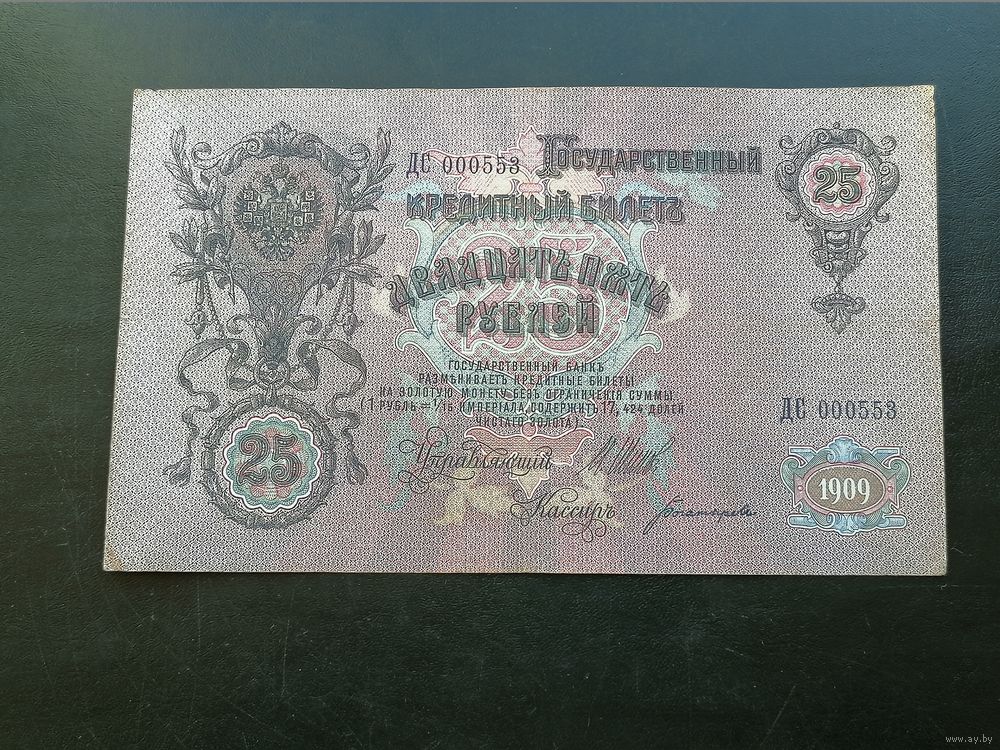 ДС 000553 Государственный
25
Кредитный Билетъ
25
Двадцать пять
рублей
Государственный банкъ
размѣниваетъ кредитные билеты
на золотую монету безъ ограниченія суммы
(1 рубль = 1/15 имперіала, содержитъ 17,424 долей
чистаго золота).
ДС 000553
25
Управляющій
1909
Кассиръ
www.ay.by